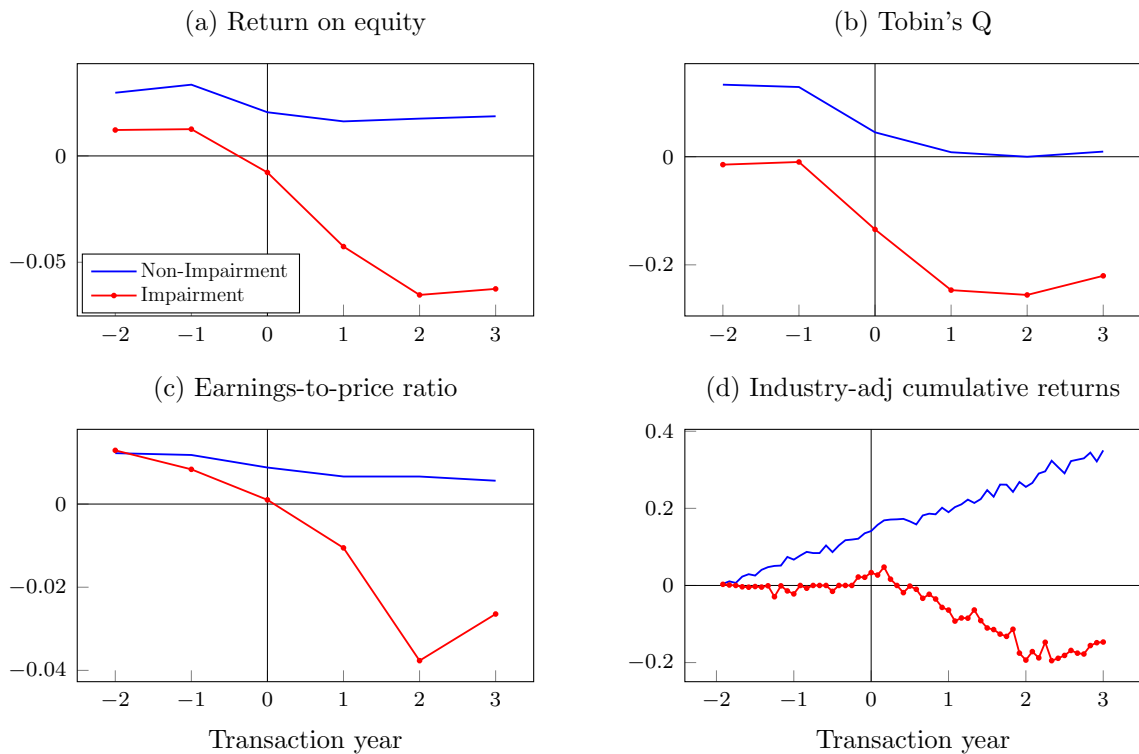 (a) Return on equity
0
−0.05
Non-Impairment
Impairment
−2 −1 0 1 2 3
(b) Tobin's Q
0
−0.2
−2 −1 0 1 2 3
(c) Earnings-to-price ratio
0
−0.02
−0.04
−2 −1 0 1 2 3
Transaction year
(d) Industry-adj cumulative returns
0.4
0.2
0
−0.2
−2 −1 0 1 2 3
Transaction year